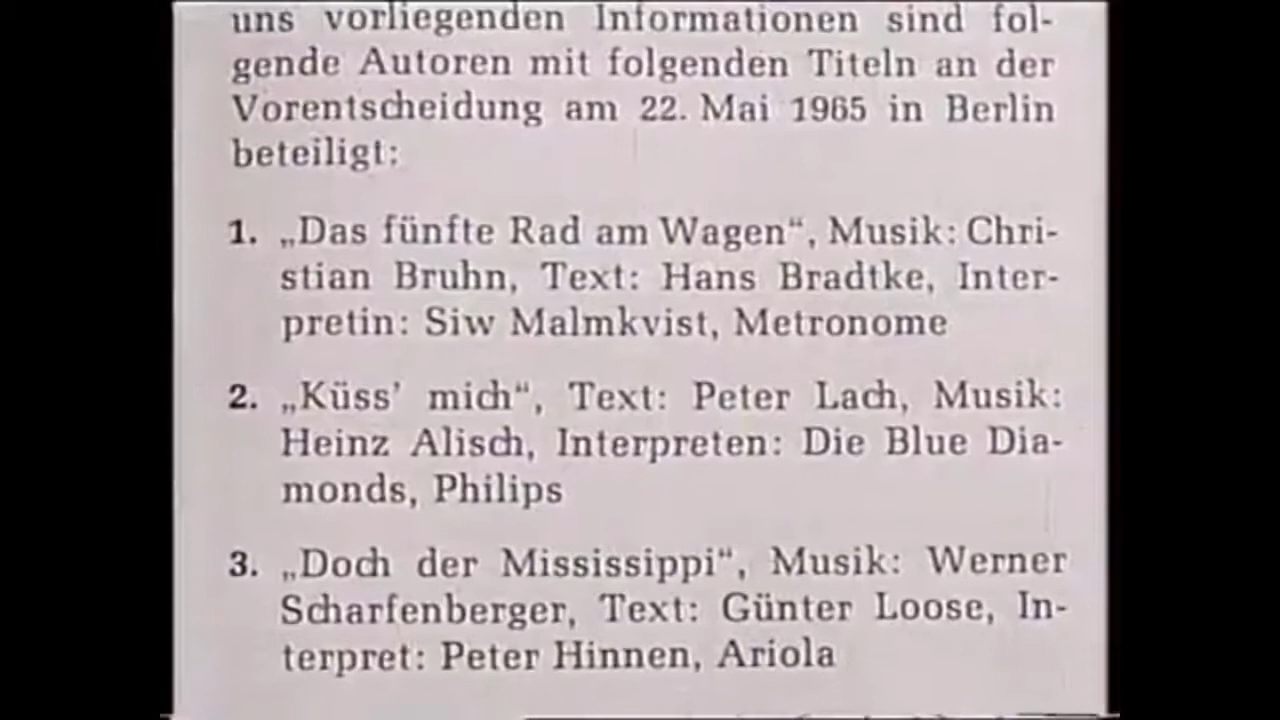 uns vorliegenden Informationen sind fol-
gende Autoren mit folgenden Titeln an der
Vorentscheidung am 22. Mai 1965 in Berlin
beteiligt:
1. „Das fünfte Rad am Wagen“, Musik: Chri-
stian Bruhn, Text: Hans Bradtke, Inter-
pretin: Siw Malmkvist, Metronome
2. „Küss’ mich“, Text: Peter Lach, Musik:
Heinz Alisch, Interpreten: Die Blue Dia-
monds, Philips
3. „Doch der Mississippi“, Musik: Werner
Scharfenberger, Text: Günter Loose, In-
terpret: Peter Hinnen, Ariola